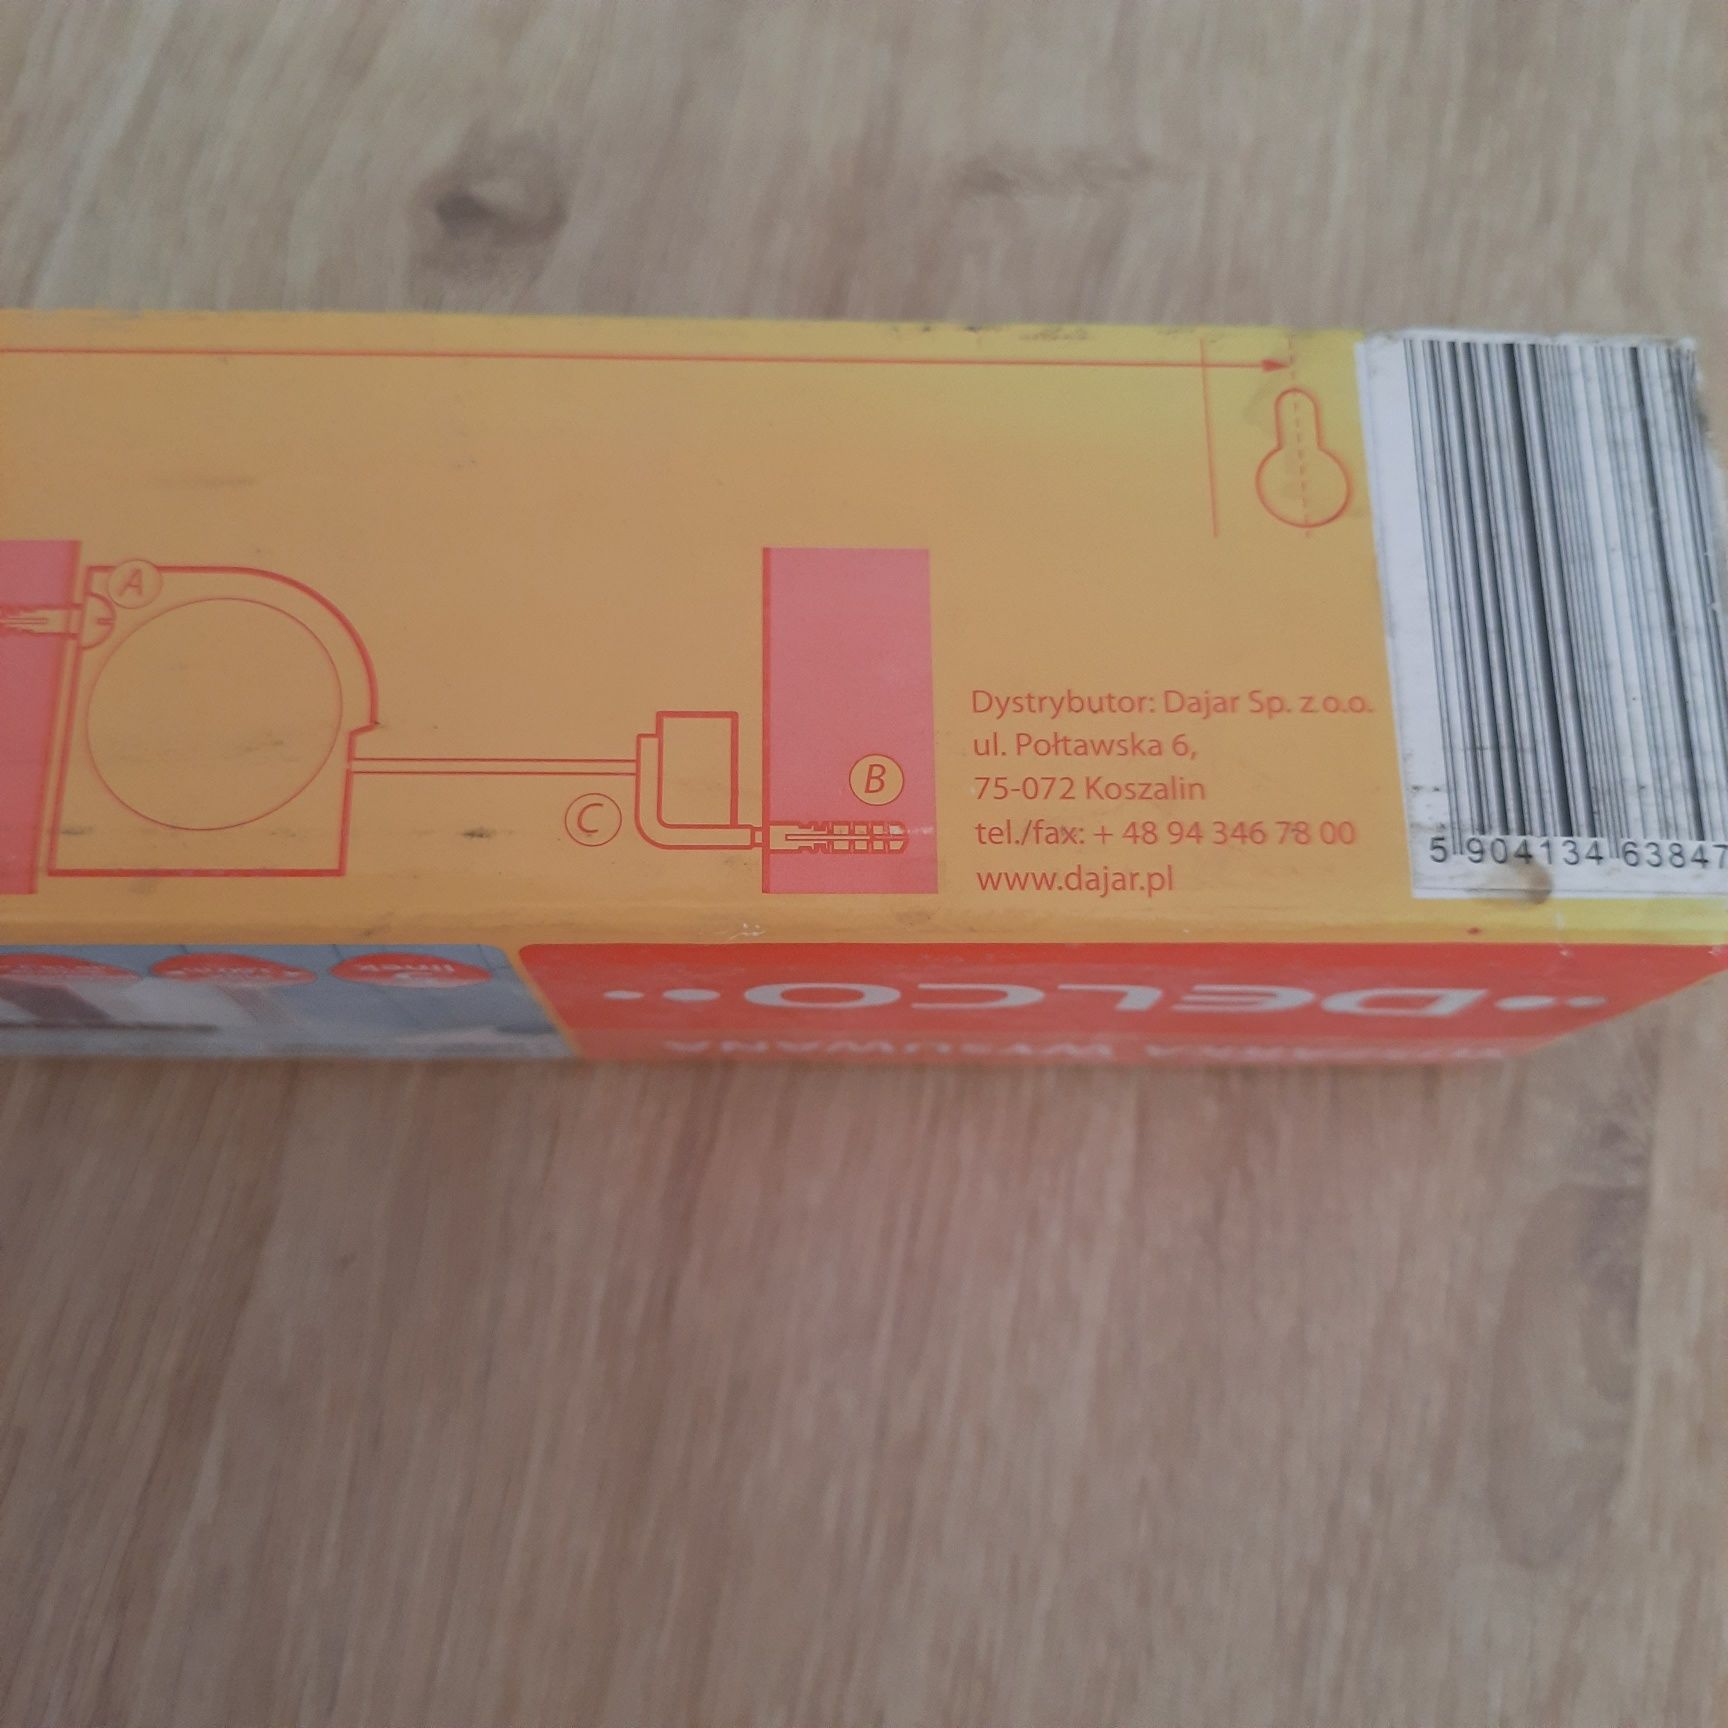 A
B
C
Dystrybutor: Dajar Sp. z o.o.
ul. Połtawska 6,
75-072 Koszalin
tel./fax: + 48 94 346 78 00
www.dajar.pl
5 904134 63847
DELCO
WYSUWANA